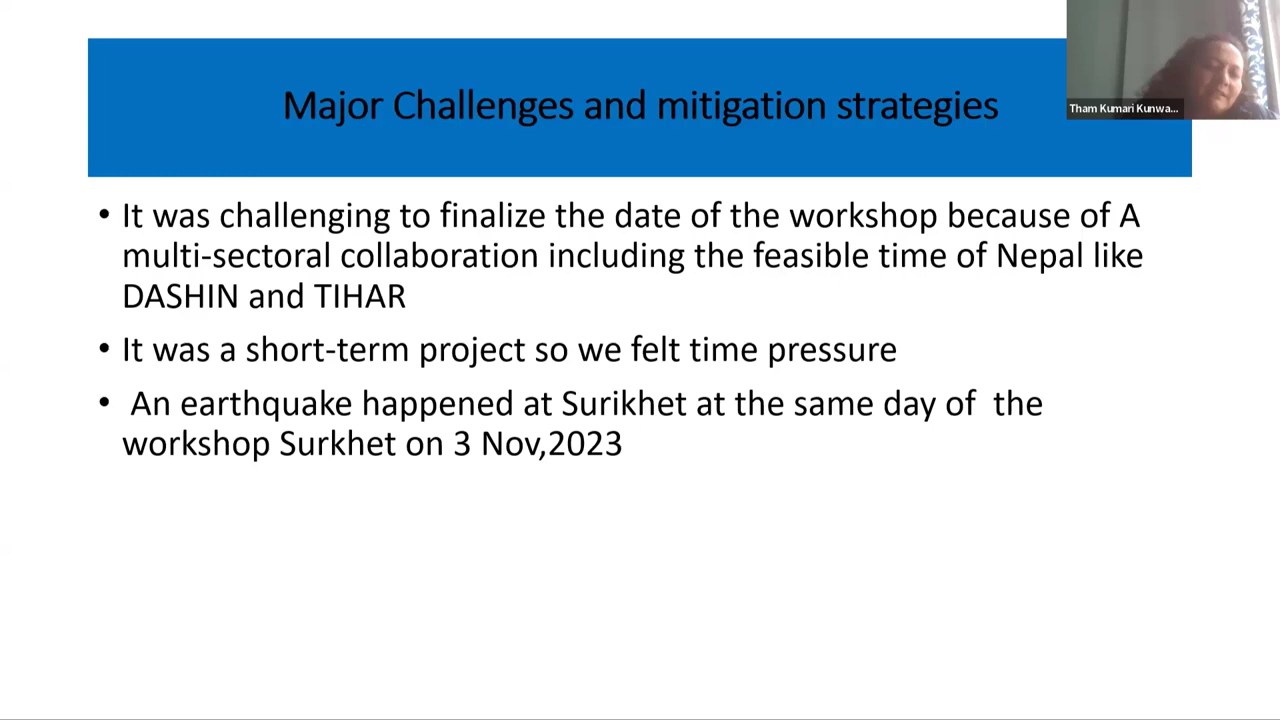 Major Challenges and mitigation strategies
Tham Kumari Kunwa...
• It was challenging to finalize the date of the workshop because of A
multi-sectoral collaboration including the feasible time of Nepal like
DASHIN and TIHAR
• It was a short-term project so we felt time pressure
• An earthquake happened at Surikhet at the same day of the
workshop Surkhet on 3 Nov,2023